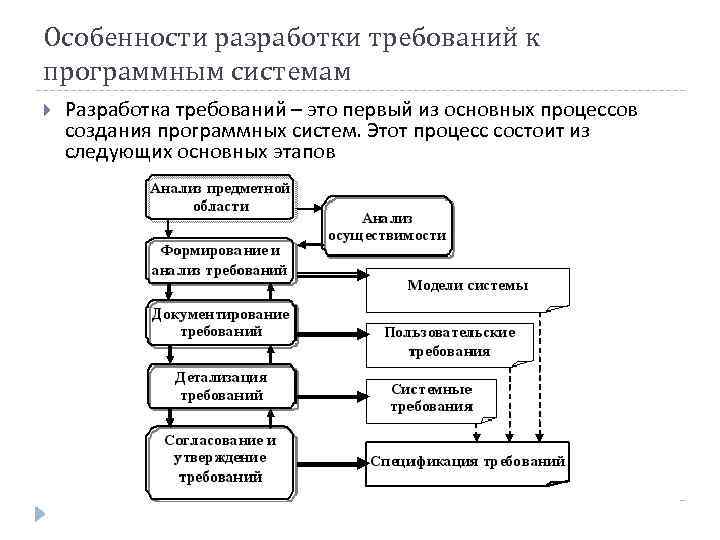 Особенности разработки требований к
программным системам
Разработка требований – это первый из основных процессов
создания программных систем. Этот процесс состоит из
следующих основных этапов
Анализ предметной
области
Анализ
осуществимости
Формирование и
анализ требований
Модели системы
Документирование
требований
Пользовательские
требования
Детализация
требований
Системные
требования
Согласование и
утверждение
требований
Спецификация требований